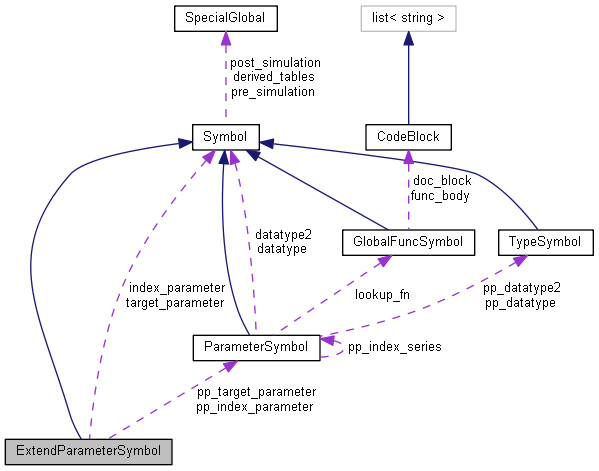 SpecialGlobal
list< string >
post_simulation
derived_tables
pre_simulation
Symbol
CodeBlock
doc_block
func_body
datatype2
datatype
GlobalFuncSymbol
TypeSymbol
index_parameter
target_parameter
lookup_fn
pp_datatype2
pp_datatype
ParameterSymbol
pp_index_series
pp_target_parameter
pp_index_parameter
ExtendParameterSymbol